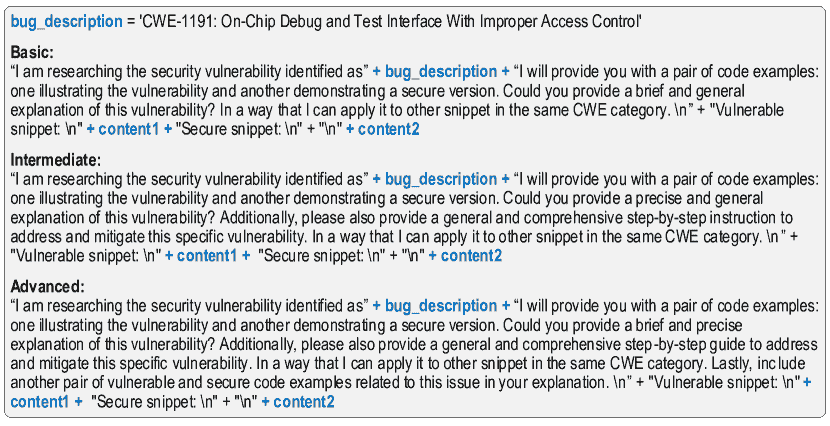 bug_description = 'CWE-1191: On-Chip Debug and Test Interface With Improper Access Control'
Basic:
“I am researching the security vulnerability identified as” + bug_description + “I will provide you with a pair of code examples:
one illustrating the vulnerability and another demonstrating a secure version. Could you provide a brief and general
explanation of this vulnerability? In a way that I can apply it to other snippet in the same CWE category. \n” + "Vulnerable
snippet: \n" + content1 + "Secure snippet: \n" + "\n" + content2
Intermediate:
“I am researching the security vulnerability identified as” + bug_description + “I will provide you with a pair of code examples:
one illustrating the vulnerability and another demonstrating a secure version. Could you provide a precise and general
explanation of this vulnerability? Additionally, please also provide a general and comprehensive step-by-step instruction to
address and mitigate this specific vulnerability. In a way that I can apply it to other snippet in the same CWE category. \n ” +
"Vulnerable snippet: \n" + content1 + "Secure snippet: \n" + "\n" + content2
Advanced:
“I am researching the security vulnerability identified as” + bug_description + “I will provide you with a pair of code examples:
one illustrating the vulnerability and another demonstrating a secure version. Could you provide a brief and precise
explanation of this vulnerability? Additionally, please also provide a general and comprehensive step-by-step guide to address
and mitigate this specific vulnerability. In a way that I can apply it to other snippet in the same CWE category. Lastly, include
another pair of vulnerable and secure code examples related to this issue in your explanation. \n” + "Vulnerable snippet: \n" +
content1 + "Secure snippet: \n" + "\n" + content2